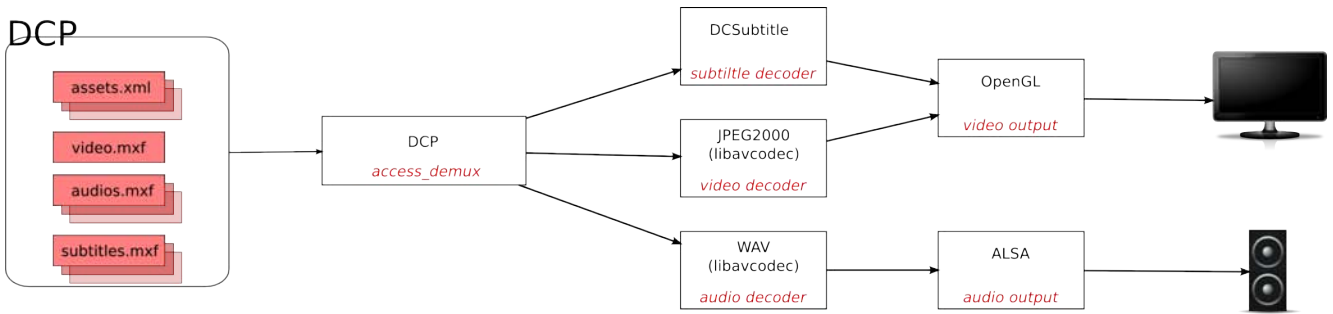 DCP
assets.xml
video.mxf
audios.mxf
subtitles.mxf
DCP
access_demux
DCSubtitle
subtiltle decoder
JPEG2000
(libavcodec)
video decoder
WAV
(libavcodec)
audio decoder
OpenGL
video output
ALSA
audio output